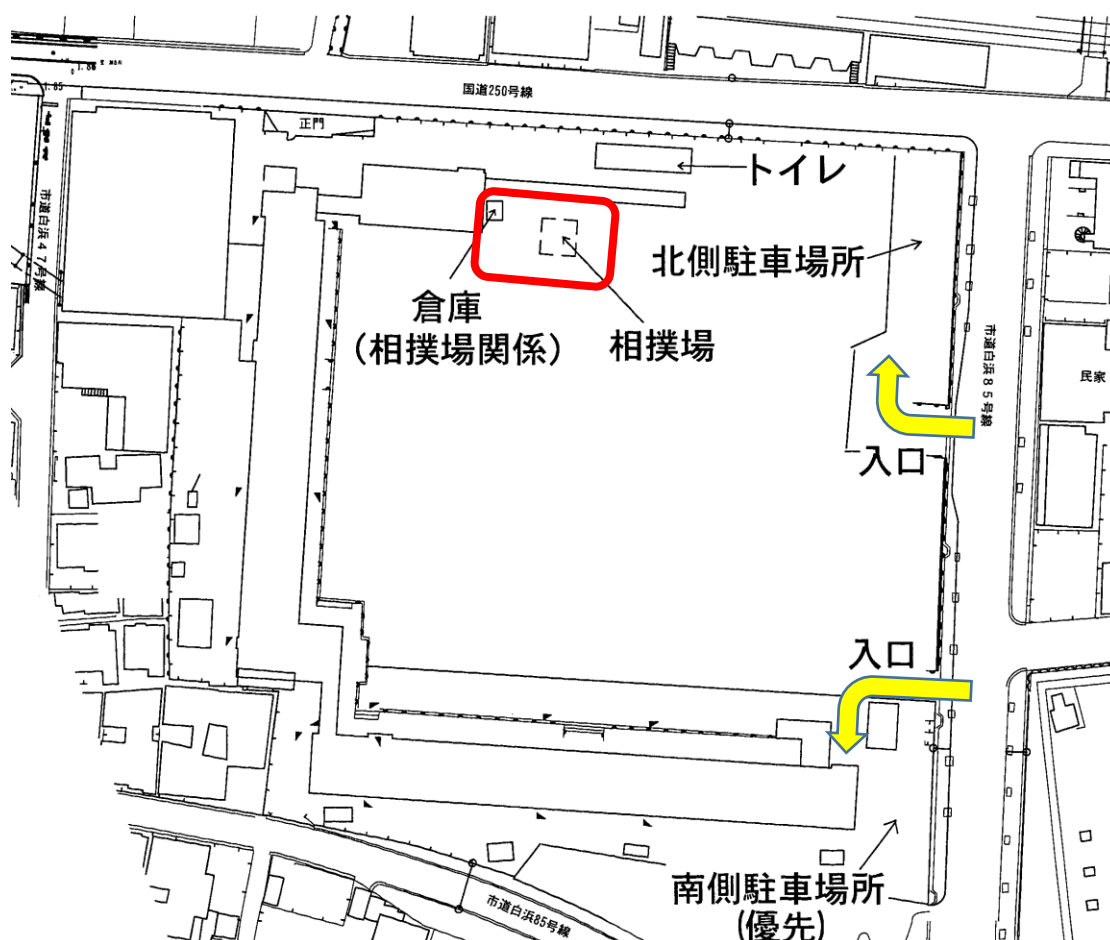 1.85
国道250号線
正門
トイレ
市道白浜47号線
北側駐車場所
倉庫
(相撲場関係)
相撲場
市道白浜85号線
民家
入口
入口
南側駐車場所
(優先)
市道白浜85号線